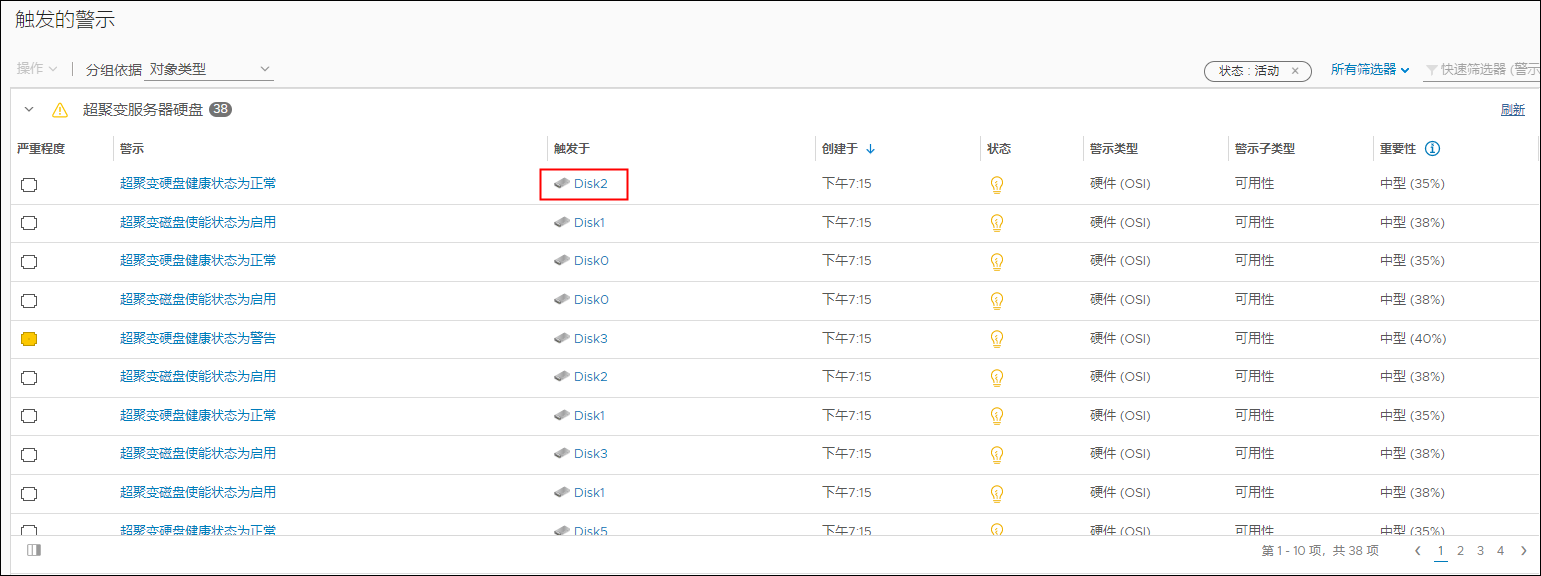 触发的警示
操作 分组依据 对象类型 状态 : 活动 × 所有筛选器 快速筛选器 (警示
超聚变服务器硬盘 38 刷新
严重程度 警示 触发于 创建于 状态 警示类型 警示子类型 重要性
超聚变硬盘健康状态为正常 Disk2 下午7:15 硬件 (OSI) 可用性 中型 (35%)
超聚变磁盘使能状态为启用 Disk1 下午7:15 硬件 (OSI) 可用性 中型 (38%)
超聚变硬盘健康状态为正常 Disk0 下午7:15 硬件 (OSI) 可用性 中型 (35%)
超聚变磁盘使能状态为启用 Disk0 下午7:15 硬件 (OSI) 可用性 中型 (38%)
超聚变硬盘健康状态为警告 Disk3 下午7:15 硬件 (OSI) 可用性 中型 (40%)
超聚变磁盘使能状态为启用 Disk2 下午7:15 硬件 (OSI) 可用性 中型 (38%)
超聚变硬盘健康状态为正常 Disk1 下午7:15 硬件 (OSI) 可用性 中型 (35%)
超聚变磁盘使能状态为启用 Disk3 下午7:15 硬件 (OSI) 可用性 中型 (38%)
超聚变磁盘使能状态为启用 Disk1 下午7:15 硬件 (OSI) 可用性 中型 (38%)
超聚变硬盘健康状态为正常 Disk5 下午7:15 硬件 (OSI) 可用性 中型 (35%)
第 1 - 10 项，共 38 项 1 2 3 4